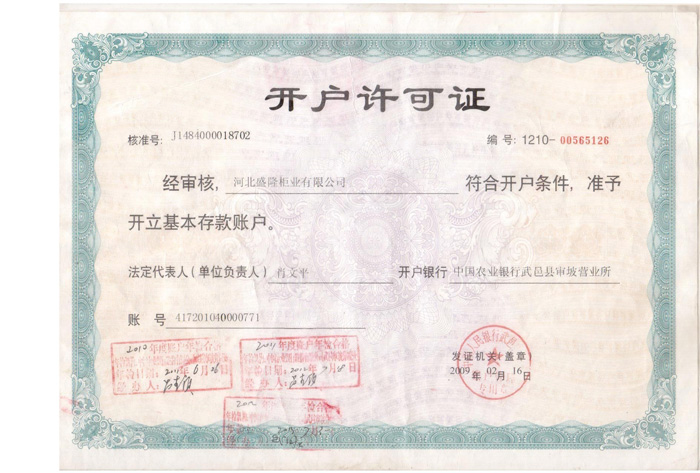 开户许可证
核准号: J1484000018702 编号: 1210-00565126
经审核, 河北盛隆柜业有限公司 符合开户条件, 准予
开立基本存款账户。
法定代表人(单位负责人) 肖文平 开户银行 中国农业银行武邑县审坡营业所
账 号 417201040000771
发证机关(盖章)
2009 年 02 月 16 日